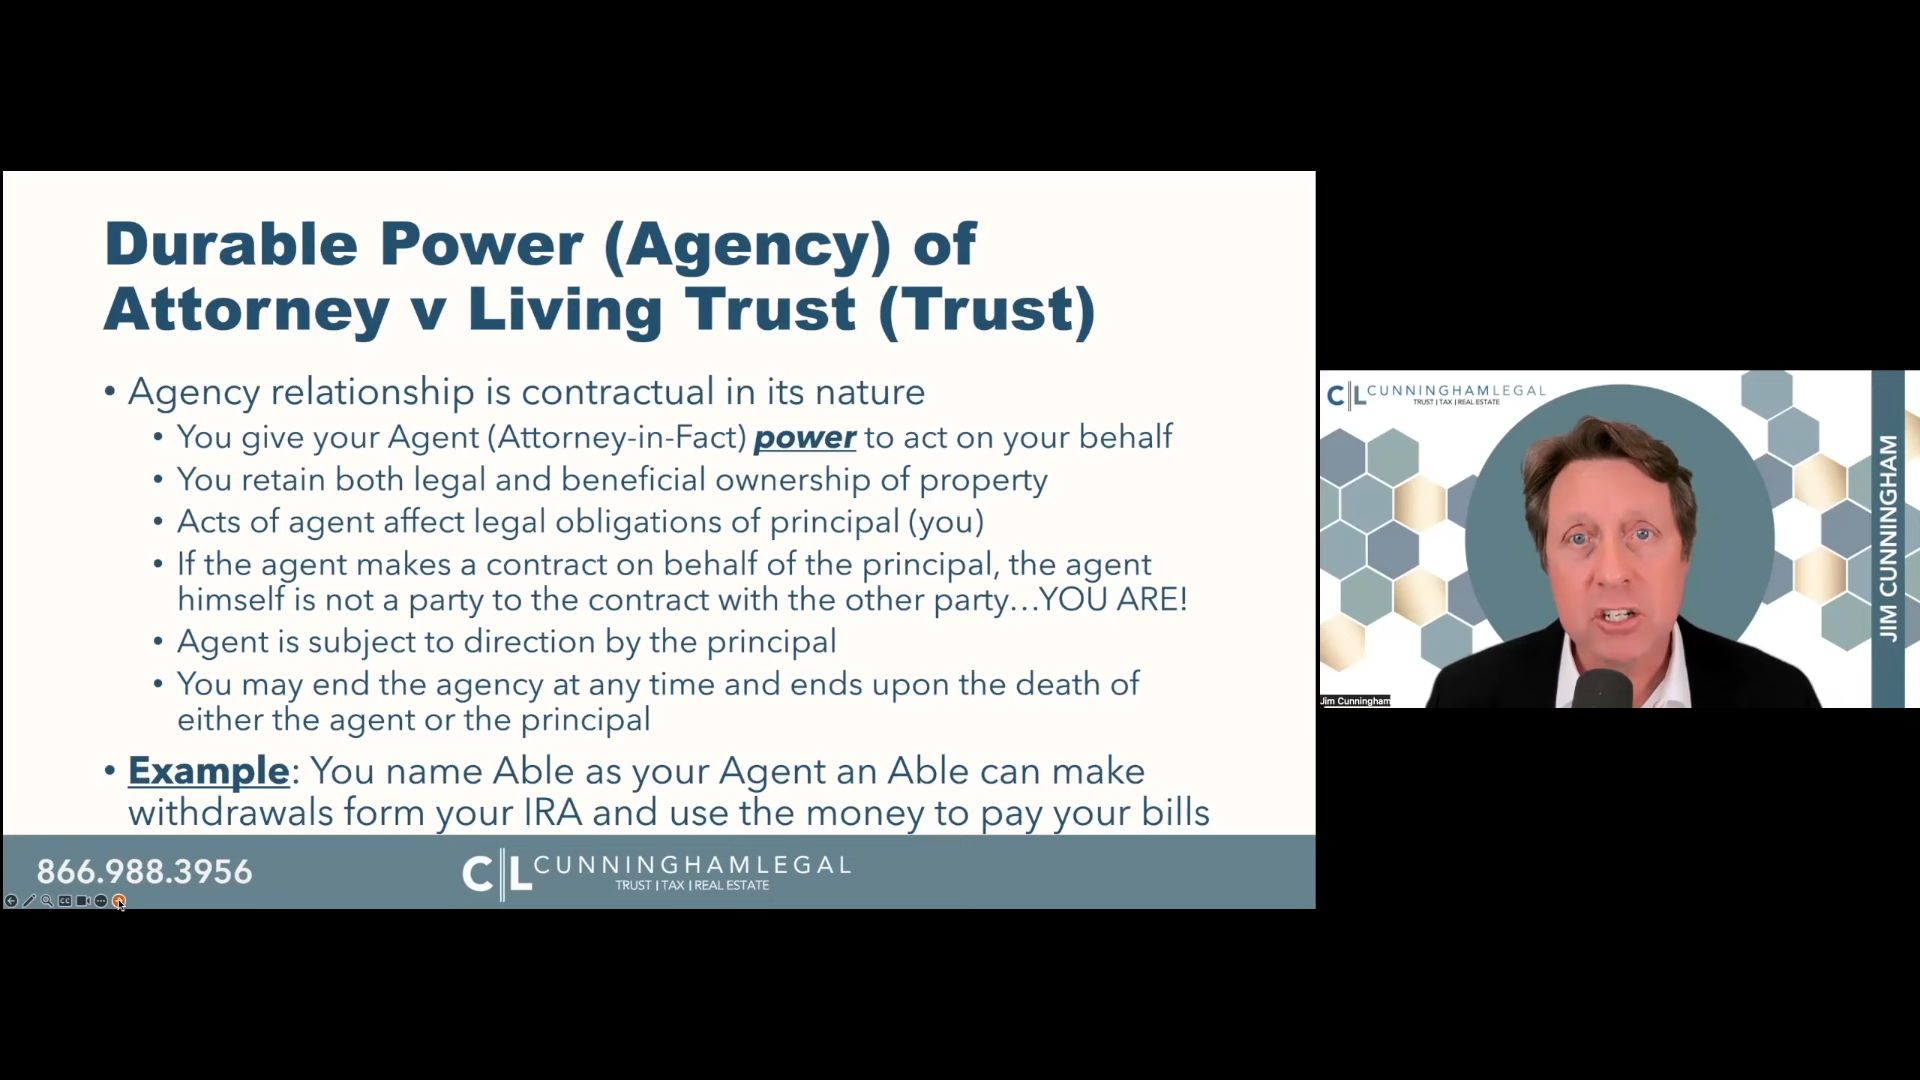 Durable Power (Agency) of
Attorney v Living Trust (Trust)
• Agency relationship is contractual in its nature
• You give your Agent (Attorney-in-Fact) power to act on your behalf
• You retain both legal and beneficial ownership of property
• Acts of agent affect legal obligations of principal (you)
• If the agent makes a contract on behalf of the principal, the agent
himself is not a party to the contract with the other party...YOU ARE!
• Agent is subject to direction by the principal
• You may end the agency at any time and ends upon the death of
either the agent or the principal
• Example: You name Able as your Agent an Able can make
withdrawals form your IRA and use the money to pay your bills
866.988.3956
CL CUNNINGHAMLEGAL
TRUST | TAX | REAL ESTATE
CC
CL CUNNINGHAMLEGAL
TRUST | TAX | REAL ESTATE
JIM CUNNINGHAM
Jim Cunningham